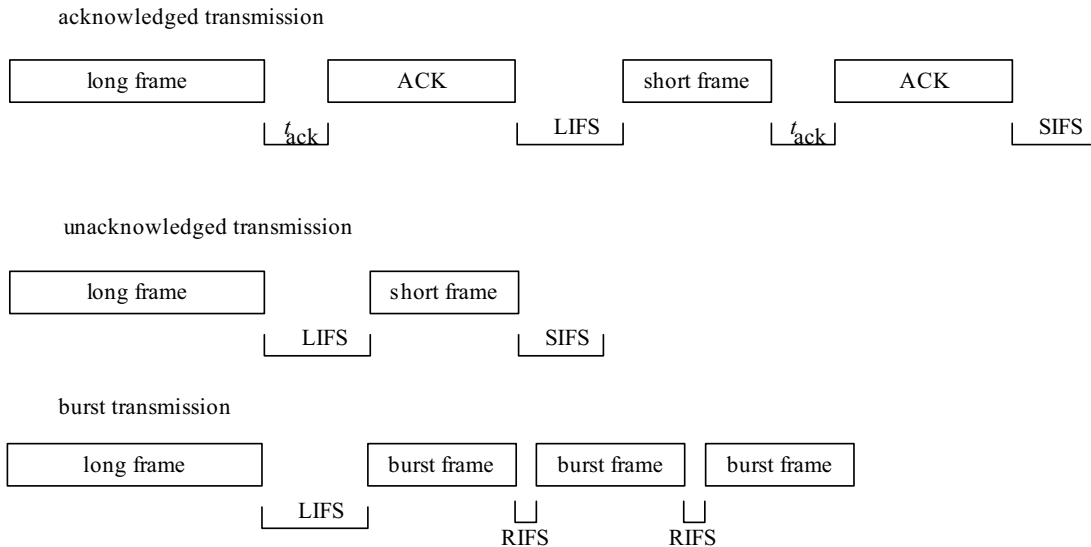 acknowledged transmission
long frame ACK short frame ACK
tack LIFS tack SIFS
unacknowledged transmission
long frame short frame
LIFS SIFS
burst transmission
long frame burst frame burst frame burst frame
LIFS
RIFS RIFS